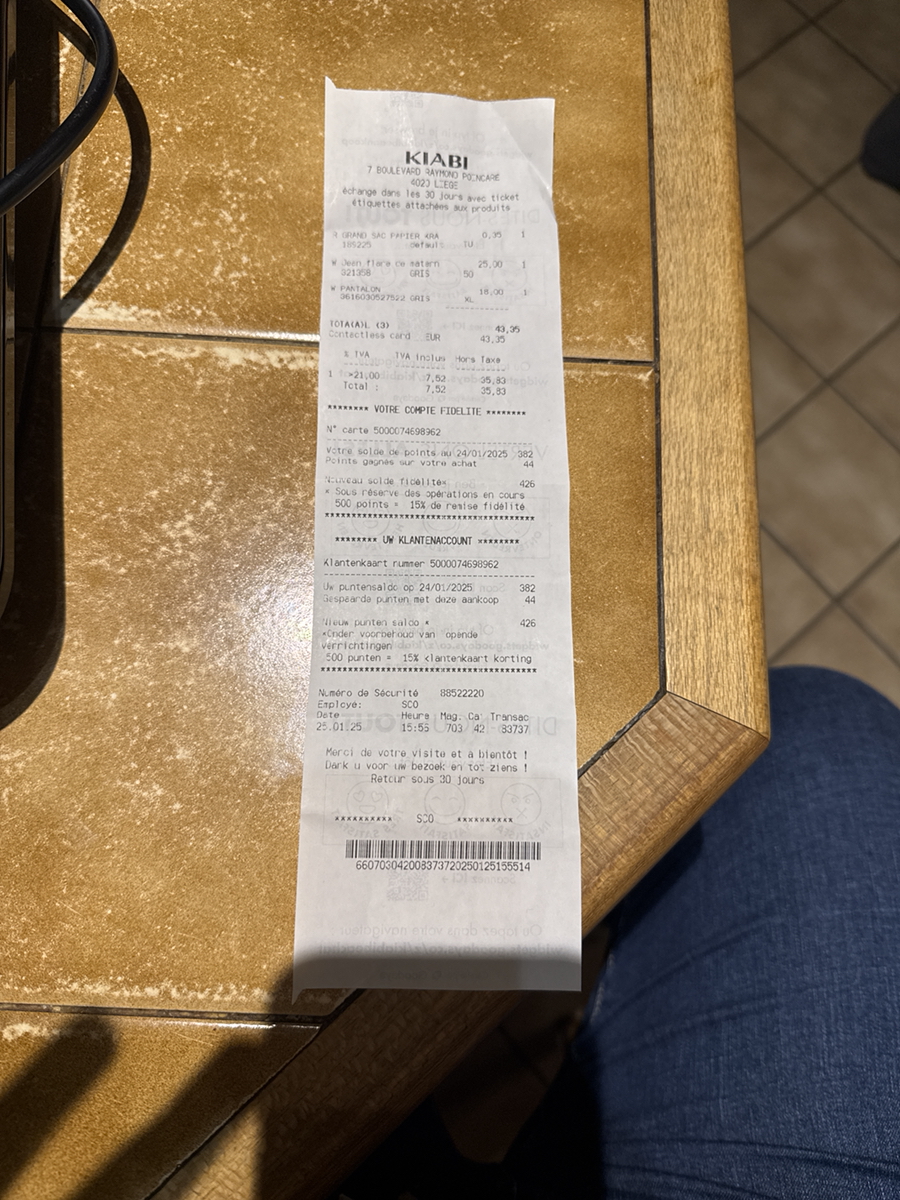 KIABI
7 BOULEVARD RAYMOND POINCARE
4020 LIEGE
échange dans les 30 jours avec ticket
étiquettes attachées aux produits
R GRAND SAC PAPIER KRA 0,35 1
185225 default TU
W Jean flare de matern 25,00 1
921358 GRIS 50
W PANTALON 18,00 1
3616030527522 GRIS XL
TOTA(A)L (3) 43,35
Contactless card EUR 43,35
% TVA TVA inclus Hors Taxe
1 *21,00 7,52 35,83
Total : 7,52 35,83
******** VOTRE COMPTE FIDELITE ********
N° carte 5000074698962
Votre solde de points au 24/01/2025 382
Points gagnés sur votre achat 44
Nouveau solde fidélité* 426
* Sous réserve des opérations en cours
500 points = 15% de remise fidélité
******** UW KLANTENACCOUNT ********
Klantenkaart nummer 5000074698962
Uw puntensaldo op 24/01/2025 382
Gespaarde punten met deze aankoop 44
Nieuw punten saldo * 426
*Onder voorbehoud van lopende
verrichtingen
500 punten = 15% klantenkaart korting
Numéro de Sécurité 88522220
Employé: SCO
Date Heure Mag. Ca Transac
25.01.25 15:55 703 42 83737
Merci de votre visite et à bientôt !
Dank u voor uw bezoek en tot ziens !
Retour sous 30 jours
********** SCO **********
660703042008373720250125155514